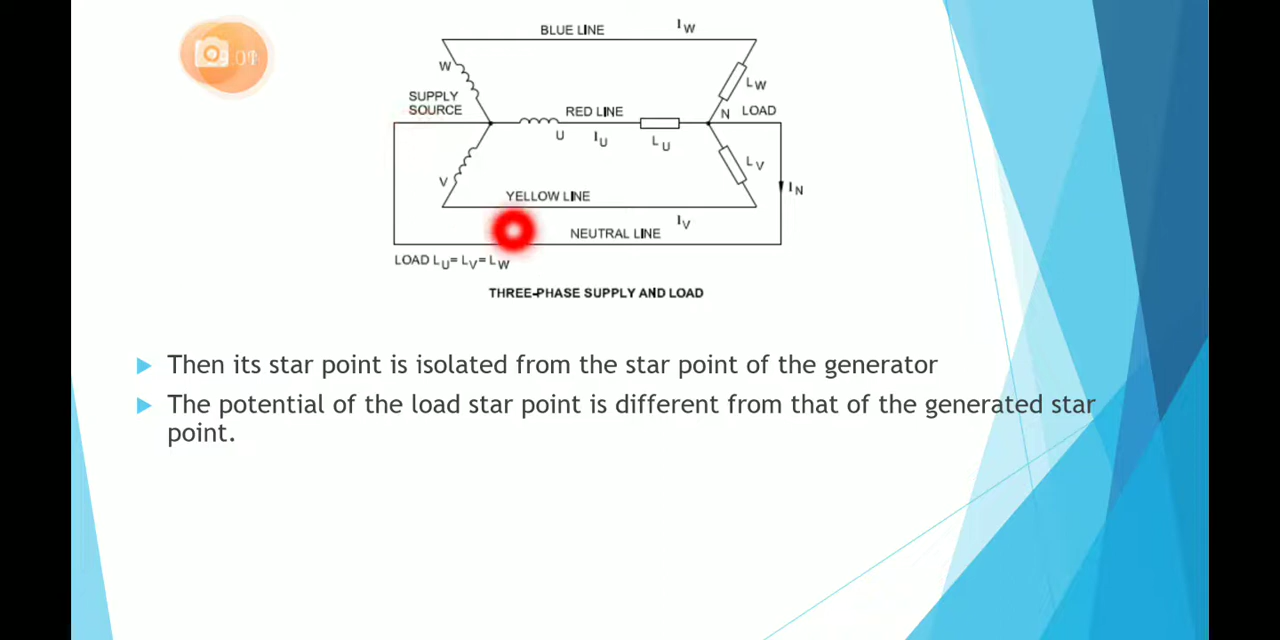 BLUE LINE
IW
W
LW
SUPPLY
SOURCE
RED LINE
N LOAD
U
IU
LU
LV
V
IN
YELLOW LINE
IV
NEUTRAL LINE
LOAD LU= LV= LW
THREE-PHASE SUPPLY AND LOAD
Then its star point is isolated from the star point of the generator
The potential of the load star point is different from that of the generated star
point.